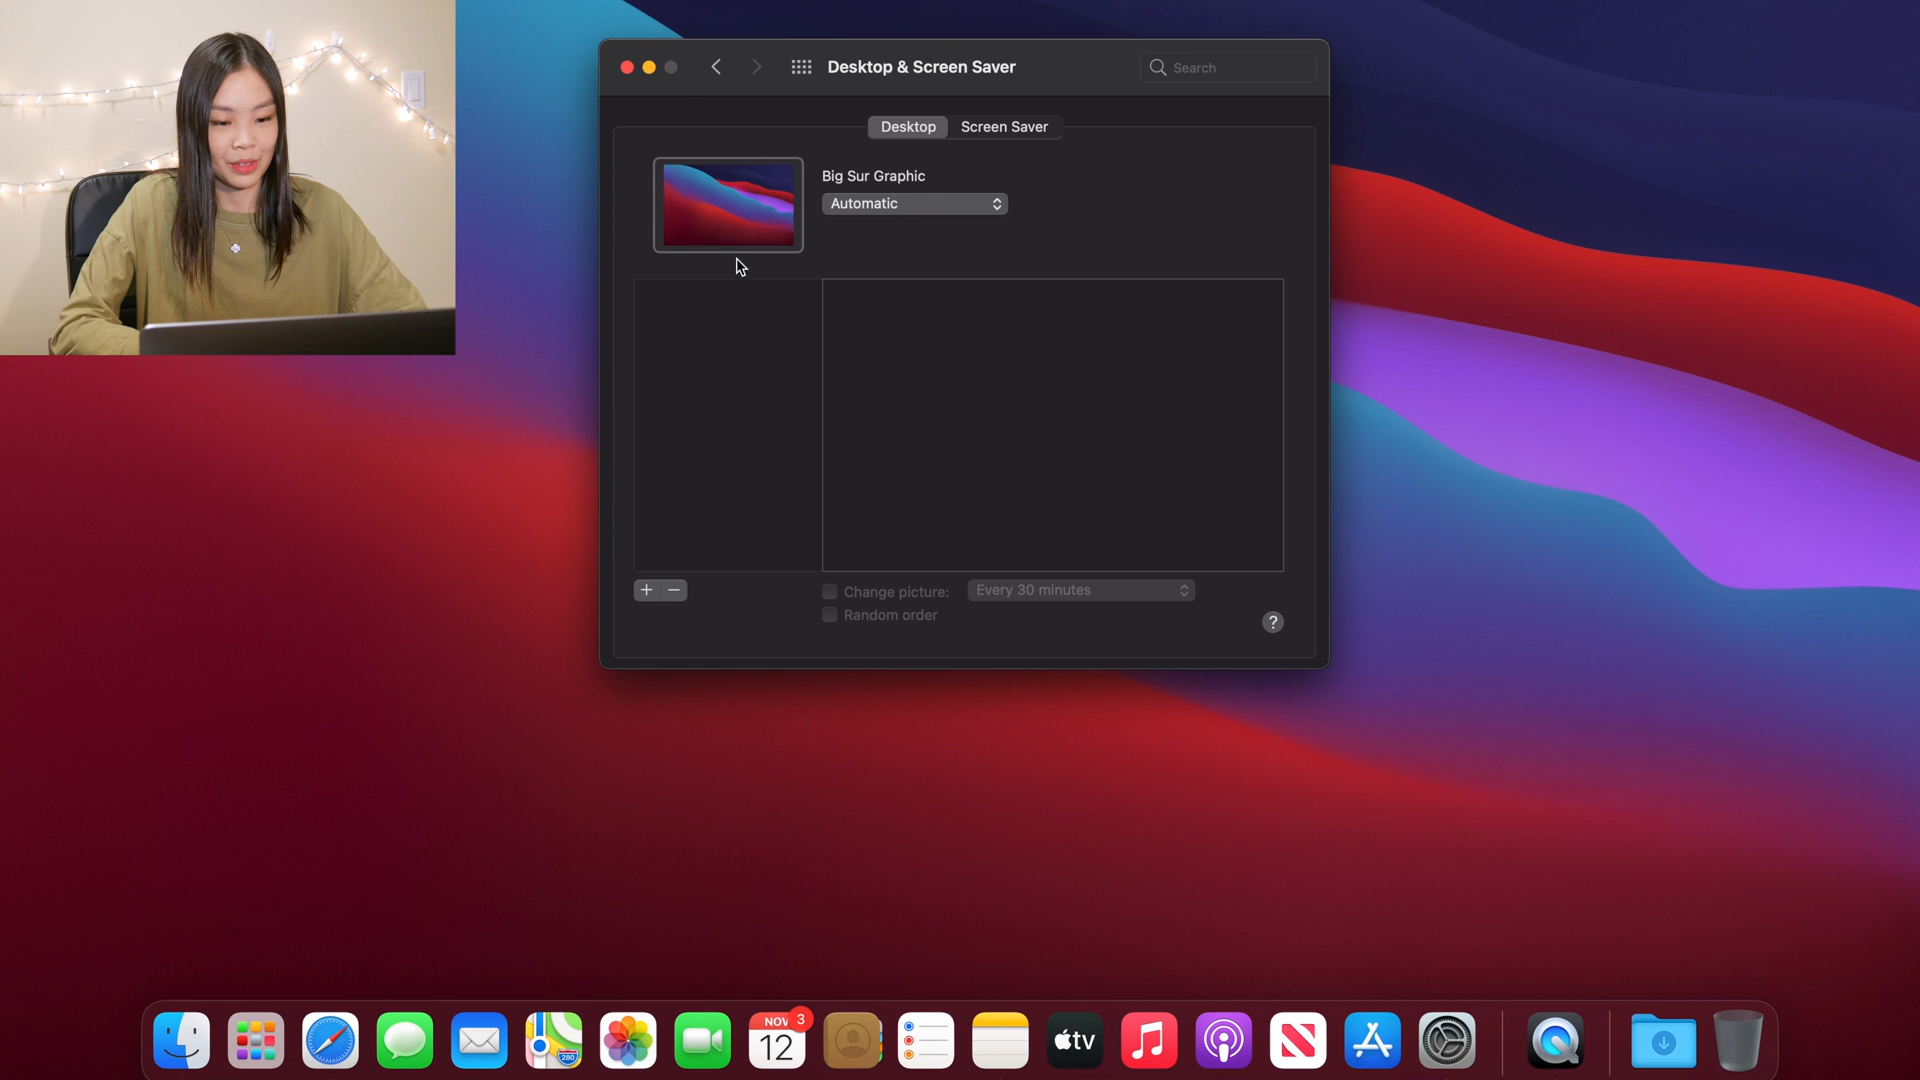 Desktop & Screen Saver
Search
Desktop
Screen Saver
Big Sur Graphic
Automatic
Change picture:
Every 30 minutes
Random order
?
280
NOV
3
12
tv